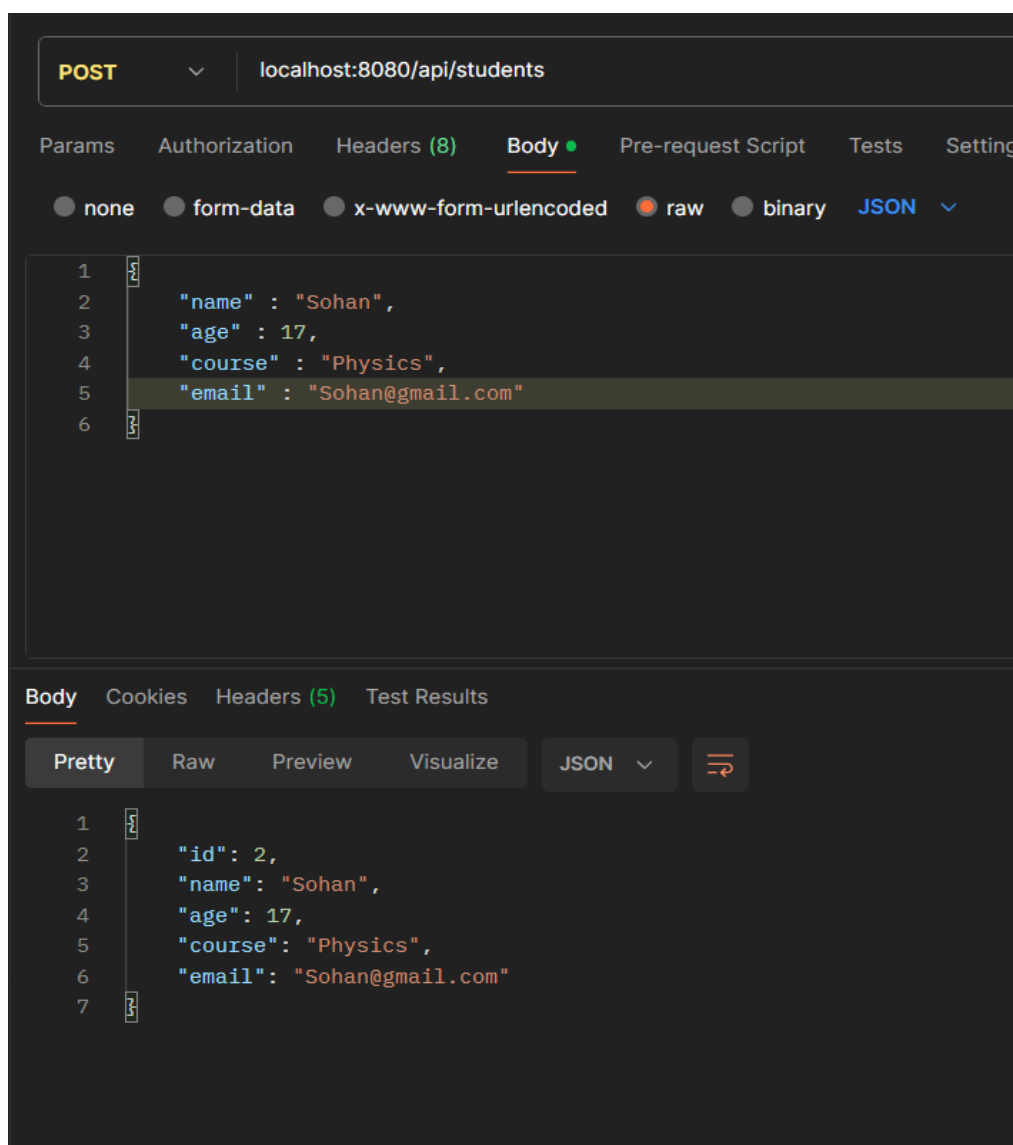 POST localhost:8080/api/students
Params Authorization Headers (8) Body Pre-request Script Tests Setting
none form-data x-www-form-urlencoded raw binary JSON
1 {
2 "name" : "Sohan",
3 "age" : 17,
4 "course" : "Physics",
5 "email" : "Sohan@gmail.com"
6 }
Body Cookies Headers (5) Test Results
Pretty Raw Preview Visualize JSON
1 {
2 "id": 2,
3 "name": "Sohan",
4 "age": 17,
5 "course": "Physics",
6 "email": "Sohan@gmail.com"
7 }